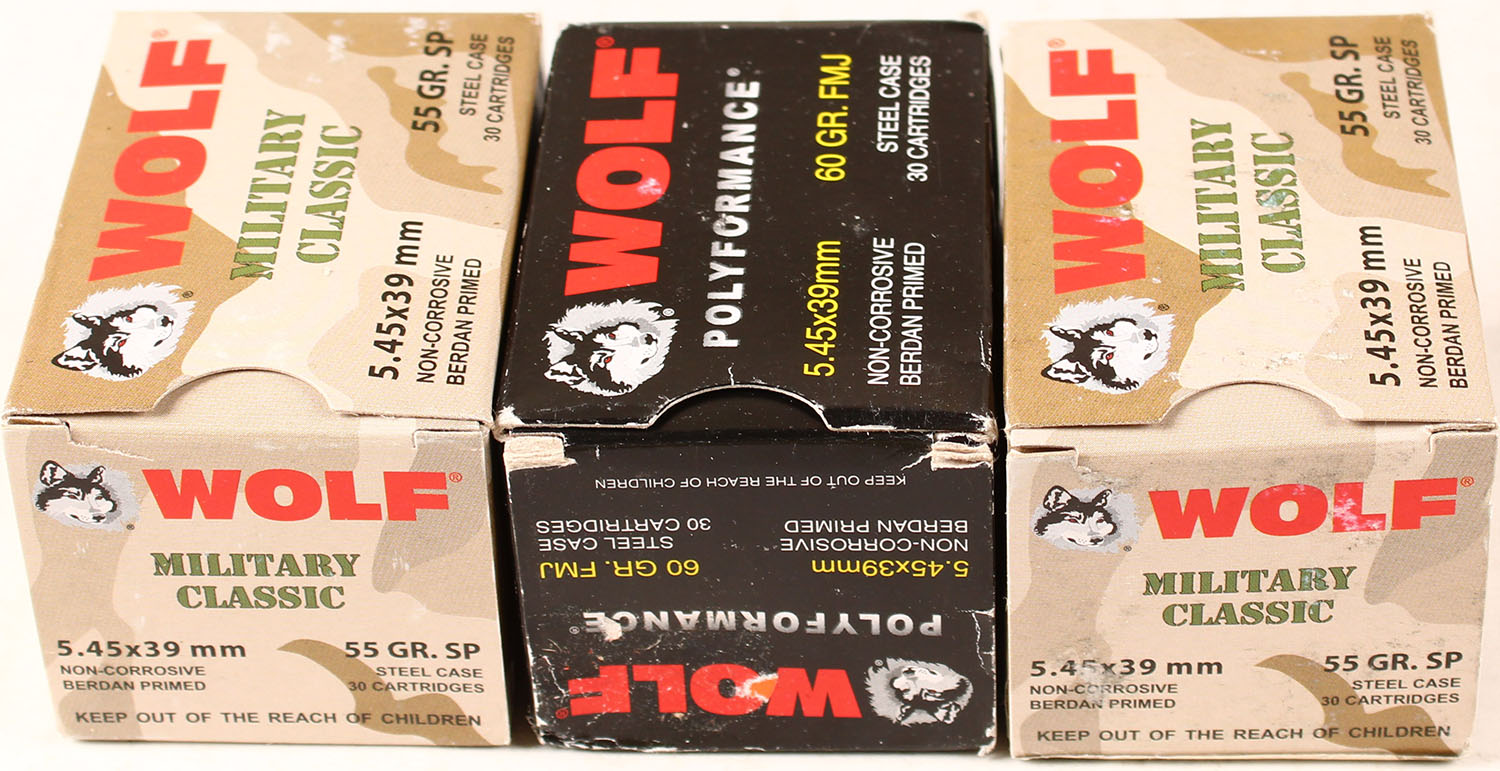 WOLF®
MILITARY
CLASSIC
5.45x39 mm 55 GR. SP
NON-CORROSIVE STEEL CASE
BERDAN PRIMED 30 CARTRIDGES
WOLF®
MILITARY
CLASSIC
5.45x39 mm 55 GR. SP
NON-CORROSIVE STEEL CASE
BERDAN PRIMED 30 CARTRIDGES
KEEP OUT OF THE REACH OF CHILDREN
WOLF®
POLYFORMANCE®
5.45x39mm 60 GR. FMJ
NON-CORROSIVE STEEL CASE
BERDAN PRIMED 30 CARTRIDGES
WOLF®
POLYFORMANCE®
5.45x39mm 60 GR. FMJ
NON-CORROSIVE STEEL CASE
BERDAN PRIMED 30 CARTRIDGES
KEEP OUT OF THE REACH OF CHILDREN
WOLF®
MILITARY
CLASSIC
5.45x39 mm 55 GR. SP
NON-CORROSIVE STEEL CASE
BERDAN PRIMED 30 CARTRIDGES
WOLF®
MILITARY
CLASSIC
5.45x39 mm 55 GR. SP
NON-CORROSIVE STEEL CASE
BERDAN PRIMED 30 CARTRIDGES
KEEP OUT OF THE REACH OF CHILDREN